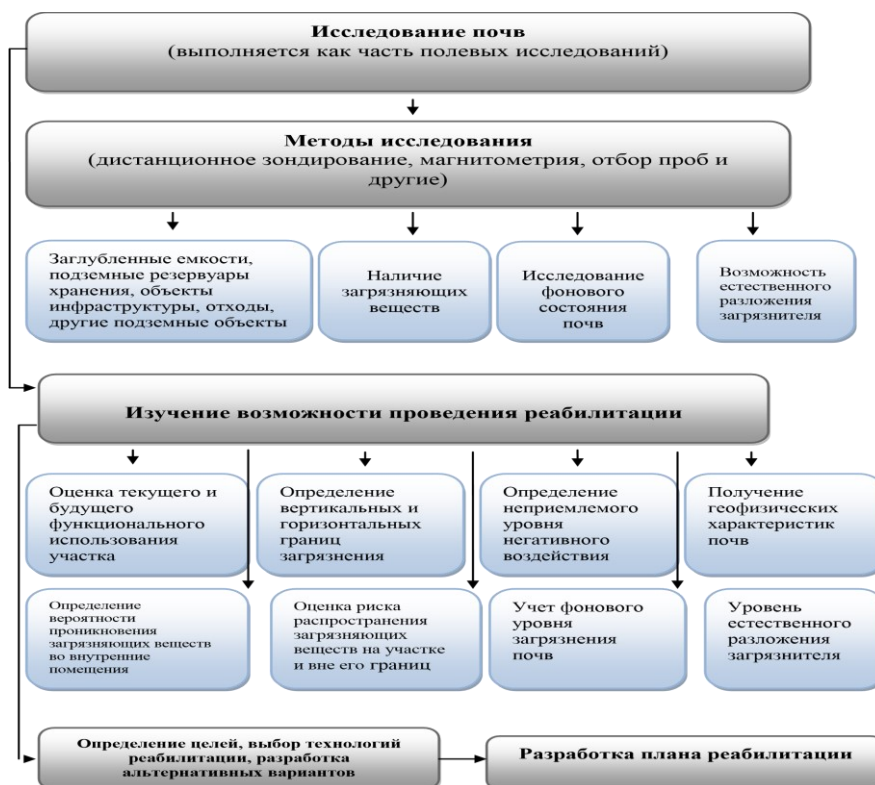 Исследование почв
(выполняется как часть полевых исследований)
Методы исследования
(дистанционное зондирование, магнитометрия, отбор проб и
другие)
Заглубленные емкости,
подземные резервуары
хранения, объекты
инфраструктуры, отходы,
другие подземные объекты
Наличие
загрязняющих
веществ
Исследование
фонового
состояния
почв
Возможность
естественного
разложения
загрязнителя
Изучение возможности проведения реабилитации
Оценка текущего и
будущего
функционального
использования
участка
Определение
вертикальных и
горизонтальных
границ
загрязнения
Определение
неприемлемого
уровня
негативного
воздействия
Получение
геофизических
характеристик
почв
Определение
вероятности
проникновения
загрязняющих веществ
во внутренние
помещения
Оценка риска
распространения
загрязняющих
веществ на участке
и вне его границ
Учет фонового
уровня
загрязнения
почв
Уровень
естественного
разложения
загрязнителя
Определение целей, выбор технологий
реабилитации, разработка
альтернативных вариантов
Разработка плана реабилитации